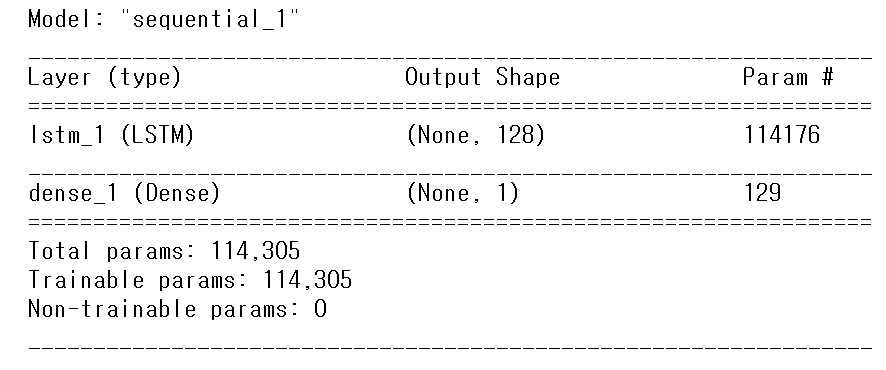 Model: "sequential_1"
_________________________________________________________________
Layer (type)                 Output Shape              Param #
=================================================================
lstm_1 (LSTM)                (None, 128)               114176
_________________________________________________________________
dense_1 (Dense)              (None, 1)                 129
=================================================================
Total params: 114,305
Trainable params: 114,305
Non-trainable params: 0
_________________________________________________________________